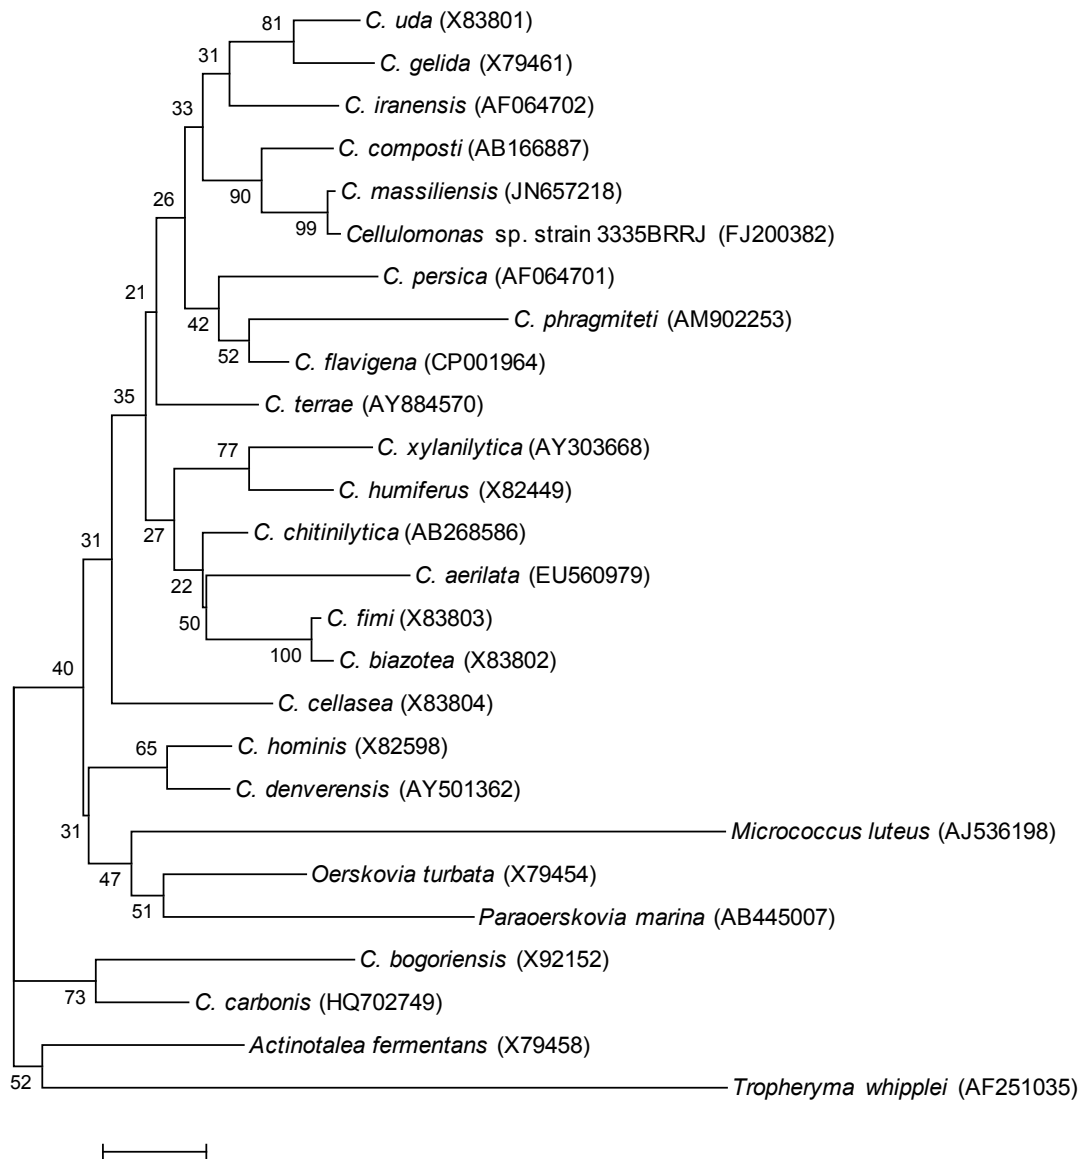 81
C. uda (X83801)
31
C. gelida (X79461)
C. iranensis (AF064702)
33
C. composti (AB166887)
90
C. massiliensis (JN657218)
99
Cellulomonas sp. strain 3335BRRJ (FJ200382)
26
C. persica (AF064701)
21
42
C. phragmiteti (AM902253)
52
C. flavigena (CP001964)
35
C. terrae (AY884570)
77
C. xylanilytica (AY303668)
C. humiferus (X82449)
27
C. chitinilytica (AB268586)
31
22
C. aerilata (EU560979)
50
C. fimi (X83803)
100
C. biazotea (X83802)
40
C. cellasea (X83804)
65
C. hominis (X82598)
C. denverensis (AY501362)
31
Micrococcus luteus (AJ536198)
47
Oerskovia turbata (X79454)
51
Paraoerskovia marina (AB445007)
C. bogoriensis (X92152)
73
C. carbonis (HQ702749)
Actinotalea fermentans (X79458)
52
Tropheryma whipplei (AF251035)